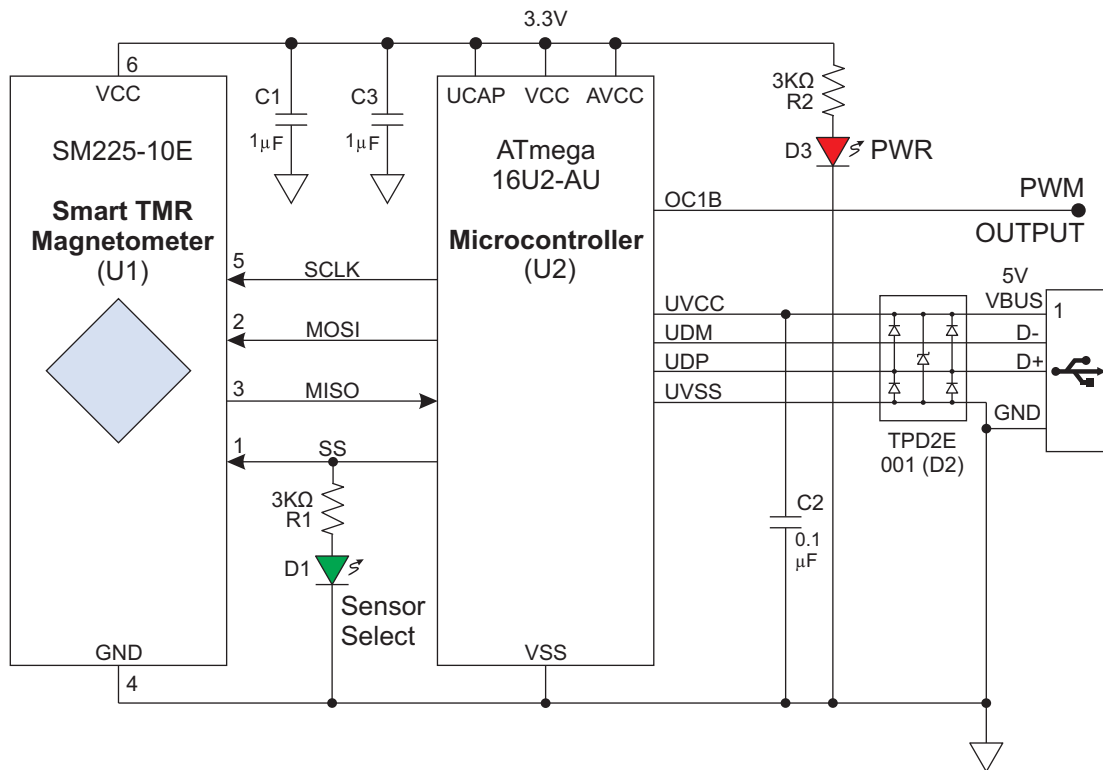 3.3V
6
VCC
SM225-10E
Smart TMR
Magnetometer
(U1)
C1
1μF
C3
1μF
UCAP
VCC
AVCC
ATmega
16U2-AU
Microcontroller
(U2)
3KΩ
R2
D3
PWR
OC1B
PWM
OUTPUT
5
SCLK
2
MOSI
3
MISO
1
SS
3KΩ
R1
D1
Sensor
Select
UVCC
UDM
UDP
UVSS
5V
VBUS
1
D-
D+
GND
TPD2E
001 (D2)
C2
0.1
μF
GND
4
VSS